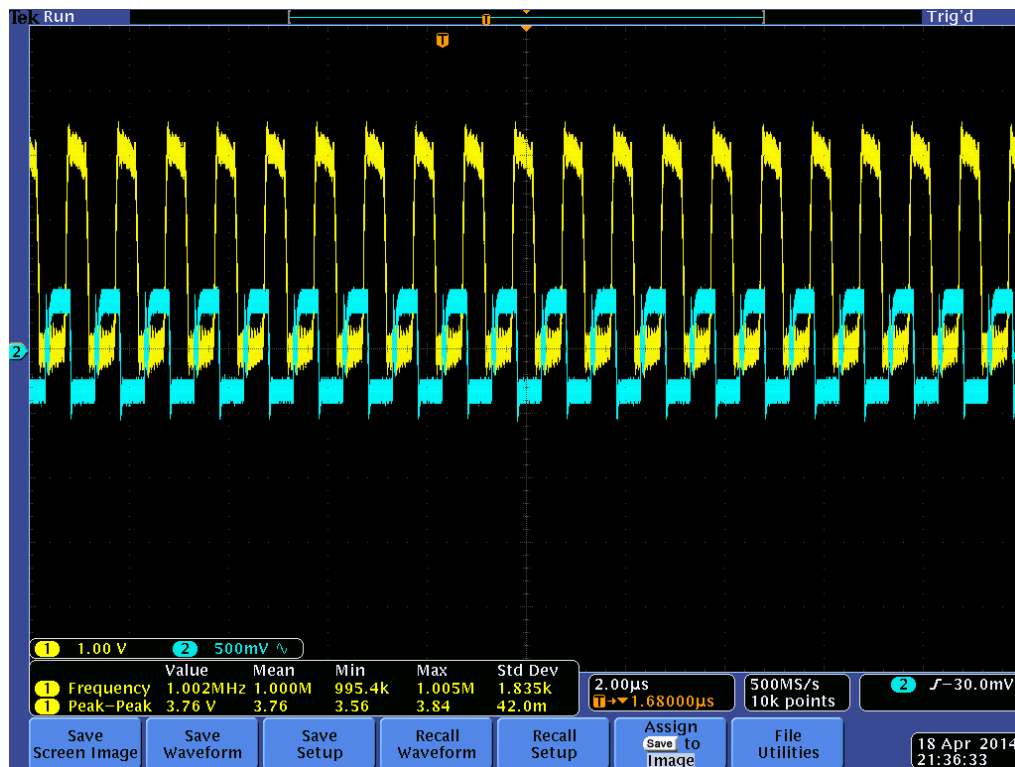 Tek Run Trig'd
T
T
2
1 1.00 V 2 500mV ∿
Value Mean Min Max Std Dev
1 Frequency 1.002MHz 1.000M 995.4k 1.005M 1.835k
1 Peak-Peak 3.76 V 3.76 3.56 3.84 42.0m
2.00µs
T→▼1.68000µs
500MS/s
10k points
2 ∫-30.0mV
Save
Screen Image
Save
Waveform
Save
Setup
Recall
Waveform
Recall
Setup
Assign
Save to
Image
File
Utilities
18 Apr 2014
21:36:33